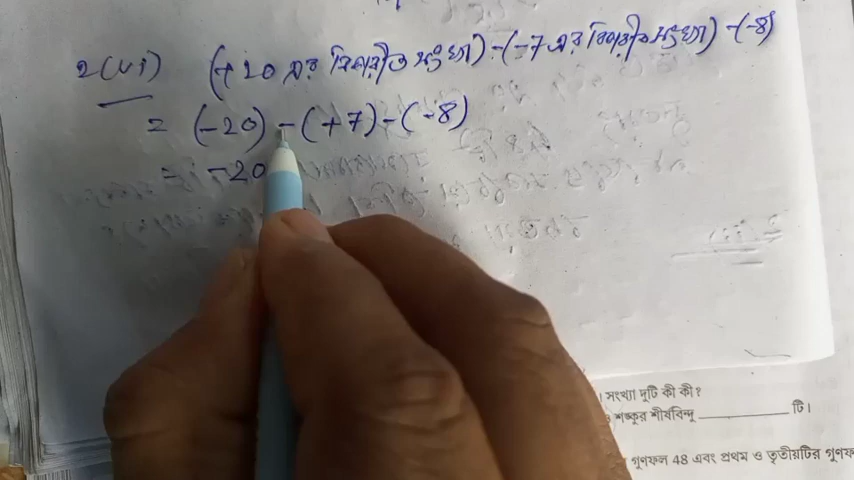 2(vi) (+20 এর বিপরীত সংখ্যা) -(-7 এর বিপরীত সংখ্যা) -(-8)
= (-20) -(+7) -(-8)
= -20
সংখ্যা দুটি কী কী?
শঙ্কুর শীর্ষবিন্দু ____________ টি।
গুণফল 48 এবং প্রথম ও তৃতীয়টির গুণফ